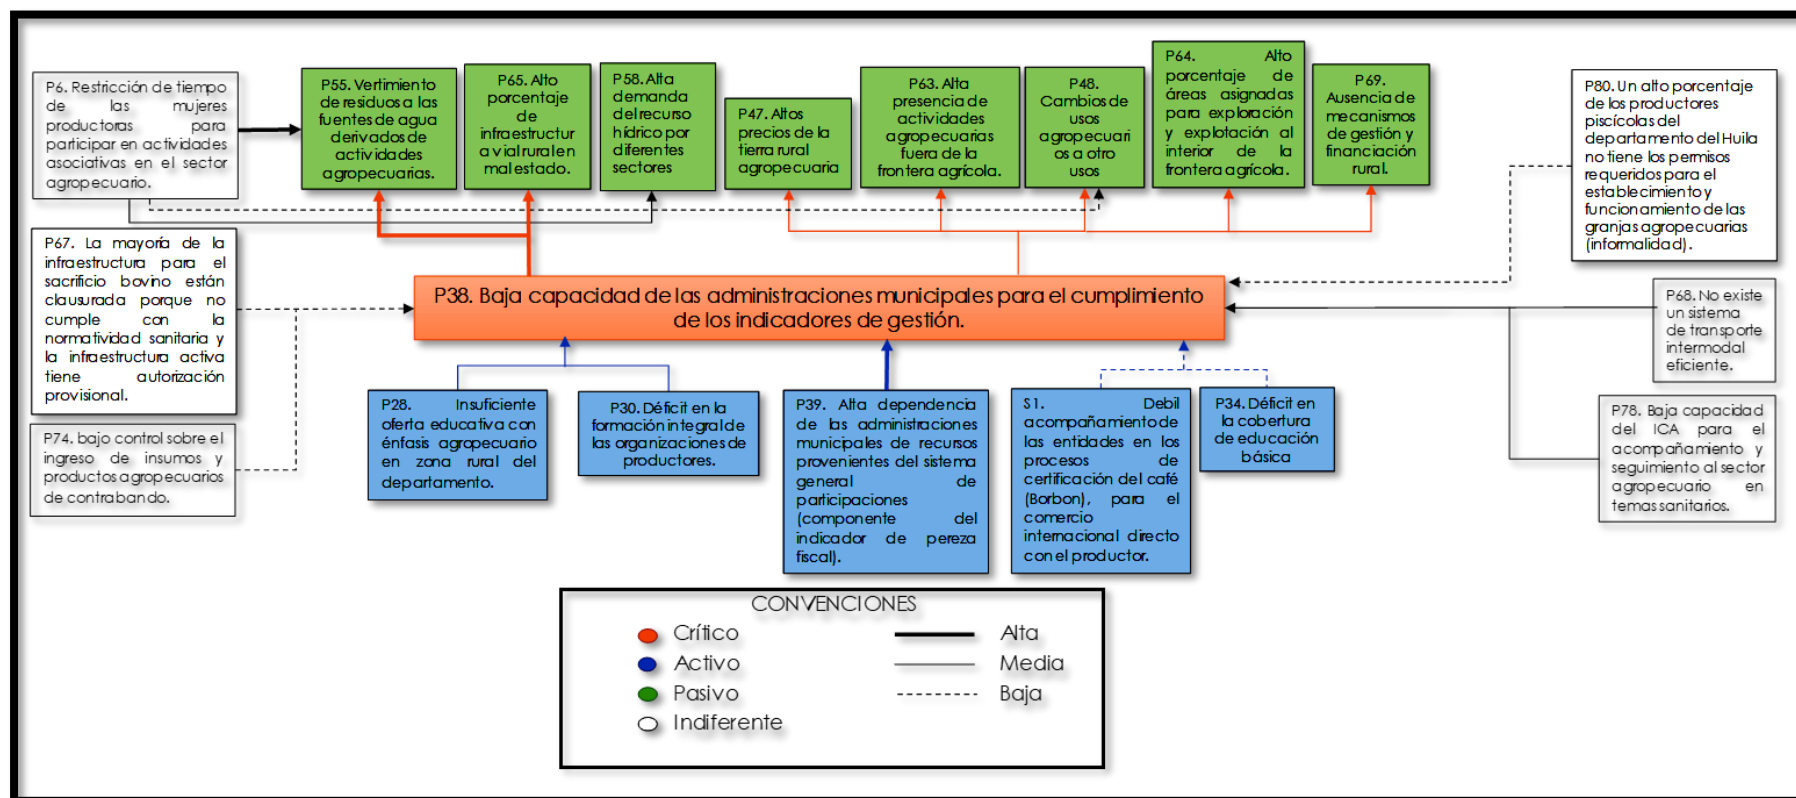 P6. Restricción de tiempo
de las mujeres
productoras para
participar en actividades
asociativas en el sector
agropecuario.
P55. Vertimiento
de residuos a las
fuentes de agua
derivados de
actividades
agropecuarias.
P65. Alto
porcentaje
de
infraestructur
a vial rural en
mal estado.
P58. Alta
demanda
del recurso
hídrico por
diferentes
sectores
P47. Altos
precios de la
tierra rural
agropecuaria
P63. Alta
presencia de
actividades
agropecuarias
fuera de la
frontera agrícola.
P48.
Cambios de
usos
agropecuari
os a otro
usos
P64. Alto
porcentaje de
áreas asignadas
para exploración
y explotación al
interior de la
frontera agrícola.
P69.
Ausencia de
mecanismos
de gestión y
financiación
rural.
P80. Un alto porcentaje
de los productores
piscícolas del
departamento del Huila
no tiene los permisos
requeridos para el
establecimiento y
funcionamiento de las
granjas agropecuarias
(informalidad).
P67. La mayoría de la
infraestructura para el
sacrificio bovino están
clausurada porque no
cumple con la
normatividad sanitaria y
la infraestructura activa
tiene autorización
provisional.
P38. Baja capacidad de las administraciones municipales para el cumplimiento
de los indicadores de gestión.
P68. No existe
un sistema
de transporte
intermodal
eficiente.
P74. bajo control sobre el
ingreso de insumos y
productos agropecuarios
de contrabando.
P28. Insuficiente
oferta educativa con
énfasis agropecuario
en zona rural del
departamento.
P30. Déficit en la
formación integral de
las organizaciones de
productores.
P39. Alta dependencia
de las administraciones
municipales de recursos
provenientes del sistema
general de
participaciones
(componente del
indicador de pereza
fiscal).
S1. Debil
acompañamiento de
las entidades en los
procesos de
certificación del café
(Borbon), para el
comercio
internacional directo
con el productor.
P34. Déficit en
la cobertura
de educación
básica
P78. Baja capacidad
del ICA para el
acompañamiento y
seguimiento al sector
agropecuario en
temas sanitarios.
CONVENCIONES
Crítico
Alta
Activo
Media
Pasivo
Baja
Indiferente